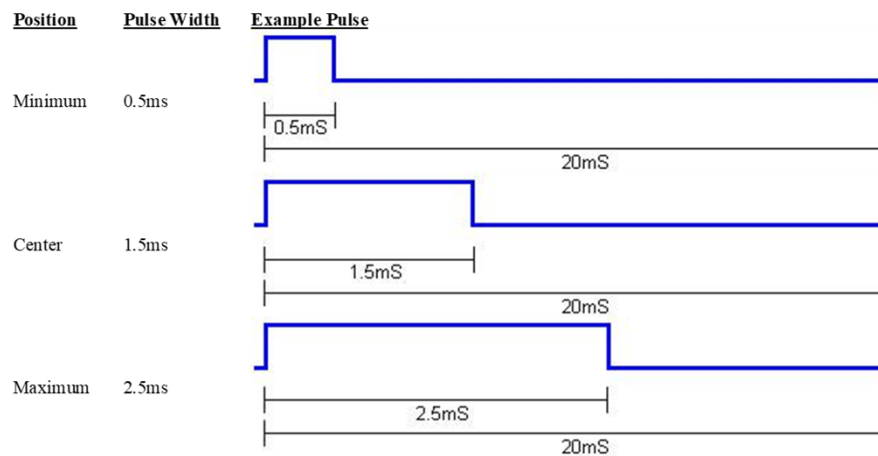 Position Pulse Width Example Pulse
Minimum 0.5ms
0.5mS
20mS
Center 1.5ms
1.5mS
20mS
Maximum 2.5ms
2.5mS
20mS